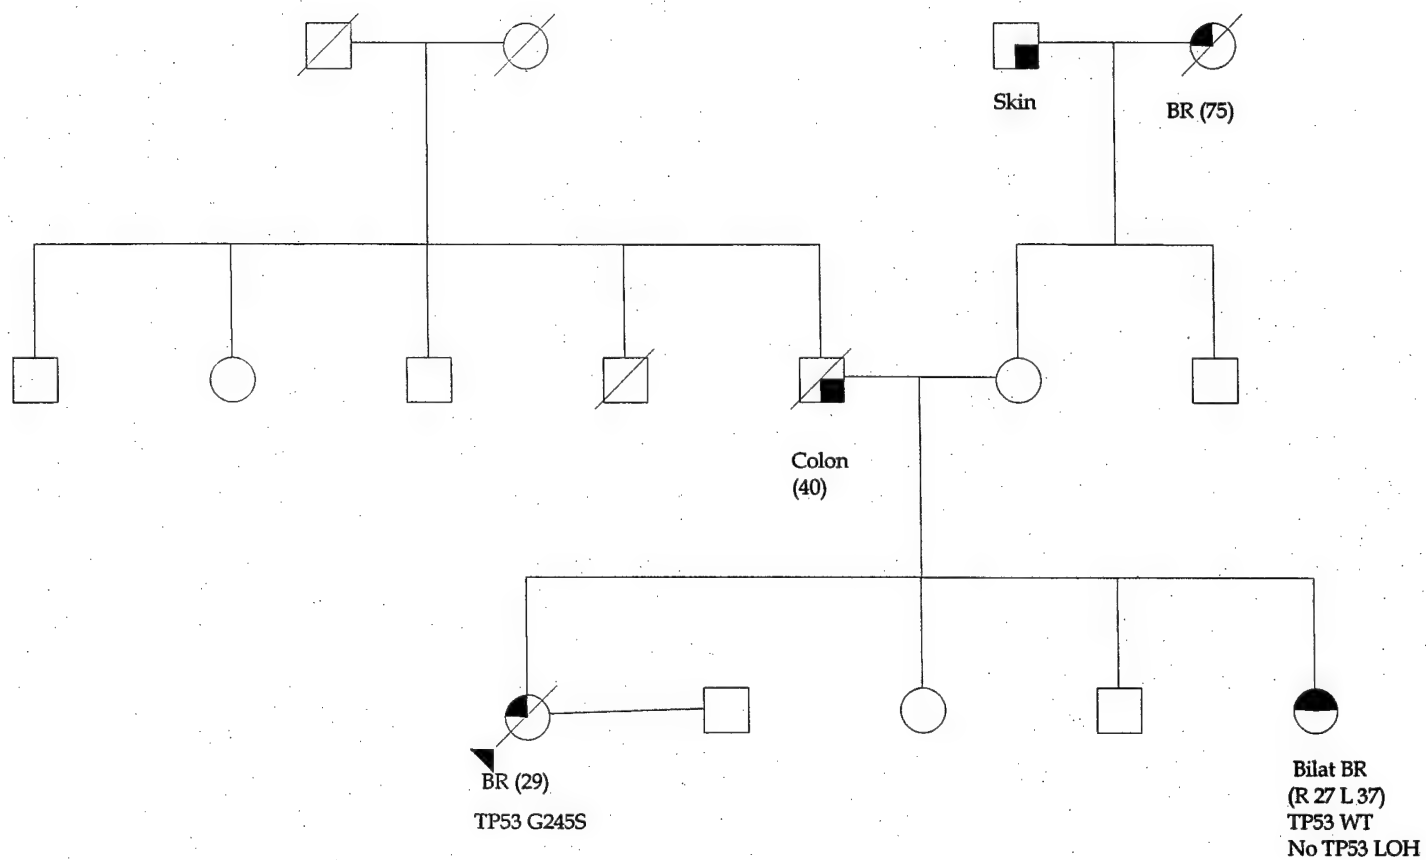 Skin
BR (75)
Colon
(40)
BR (29)
TP53 G245S
Bilat BR
(R 27 L 37)
TP53 WT
No TP53 LOH